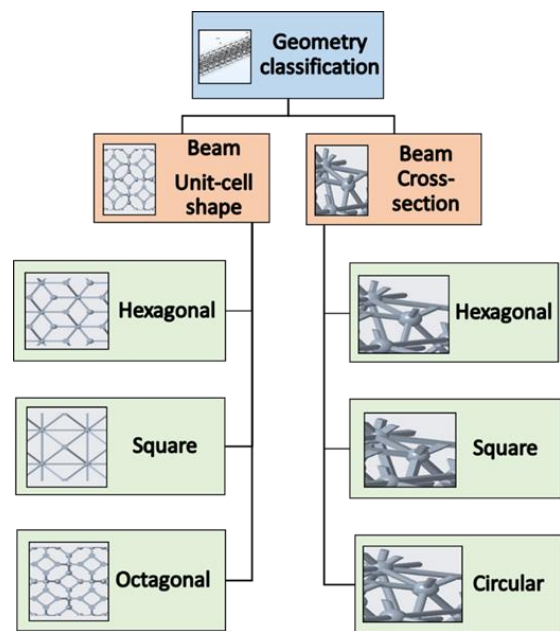 Geometry
classification
Beam
Unit-cell
shape
Beam
Cross-
section
Hexagonal
Square
Octagonal
Hexagonal
Square
Circular